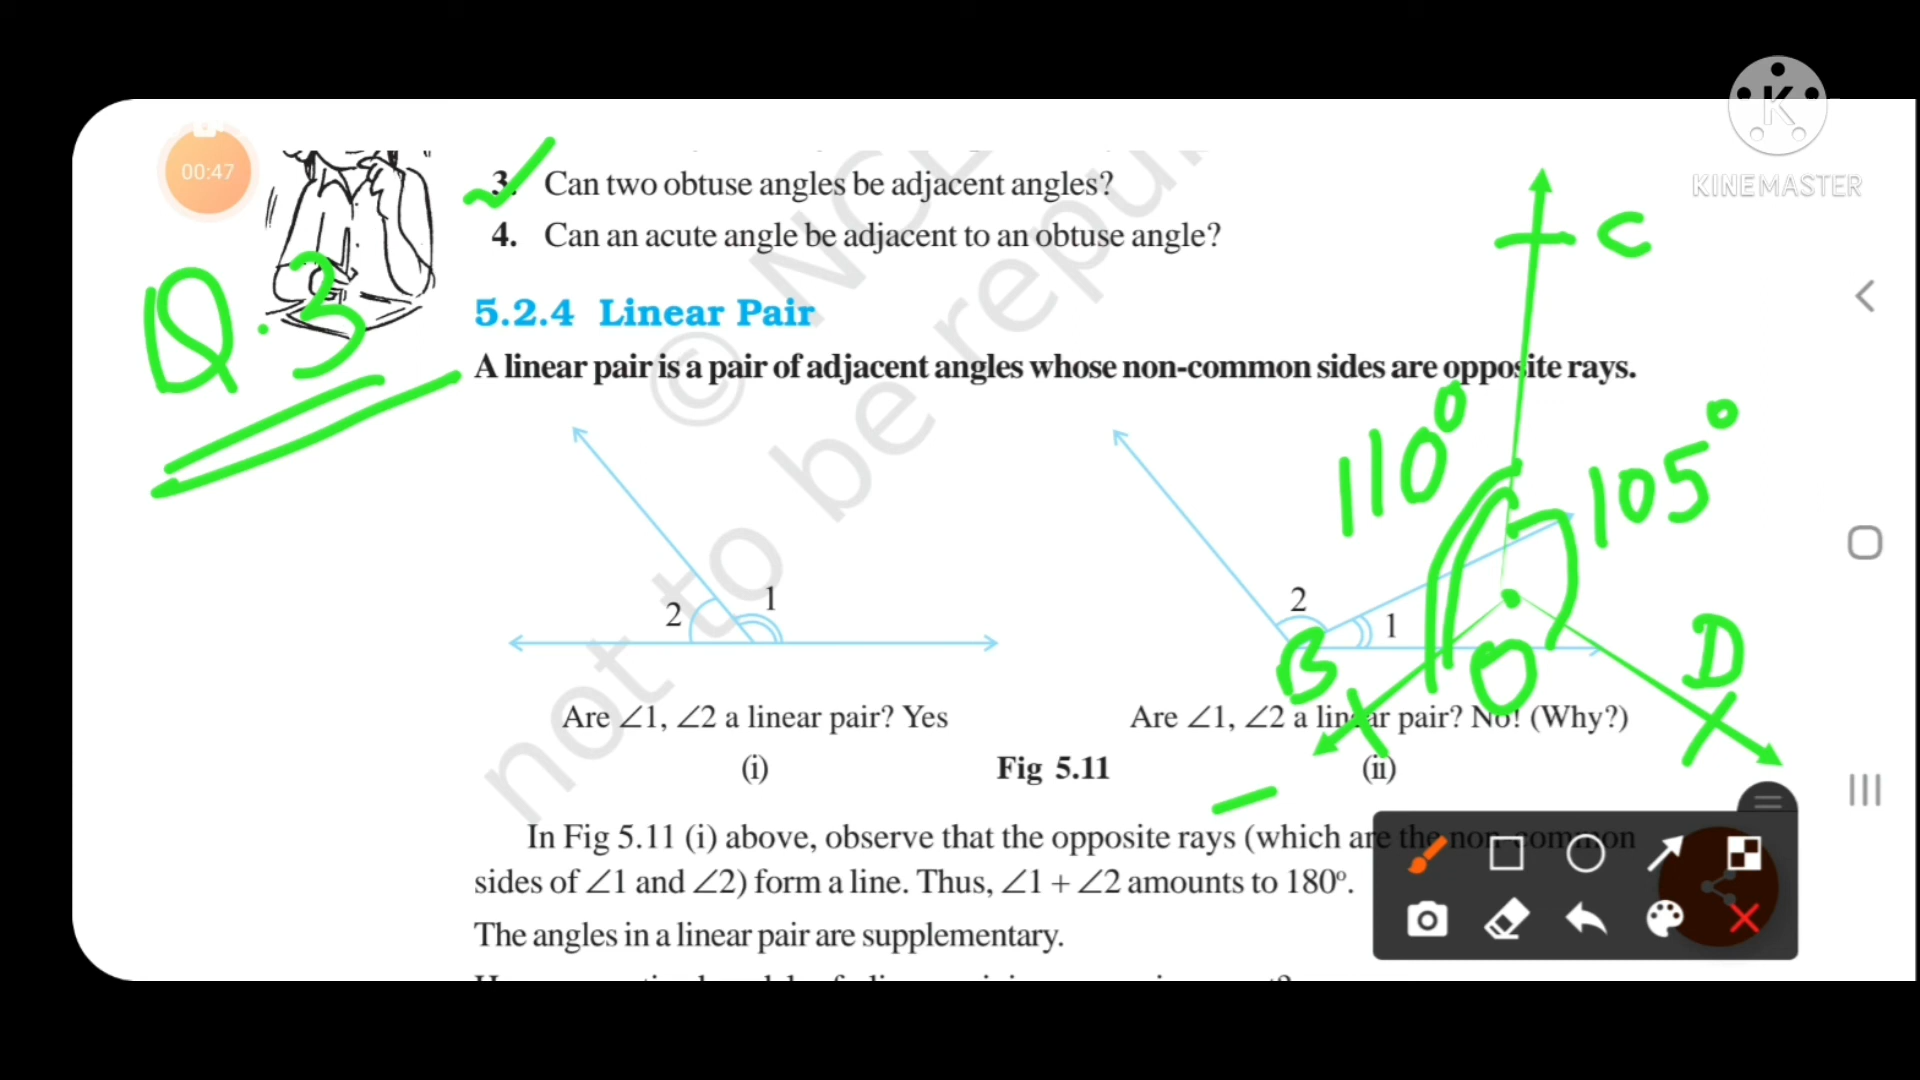 00:47
3. Can two obtuse angles be adjacent angles?
4. Can an acute angle be adjacent to an obtuse angle?
KINEMASTER
C
Q.3
5.2.4 Linear Pair
A linear pair is a pair of adjacent angles whose non-common sides are opposite rays.
110°
105°
2
1
2
1
B
O
D
Are ∠1, ∠2 a linear pair? Yes
Are ∠1, ∠2 a linear pair? No! (Why?)
(i)
Fig 5.11
(ii)
In Fig 5.11 (i) above, observe that the opposite rays (which are the non-common
sides of ∠1 and ∠2) form a line. Thus, ∠1 + ∠2 amounts to 180°.
The angles in a linear pair are supplementary.
not to be